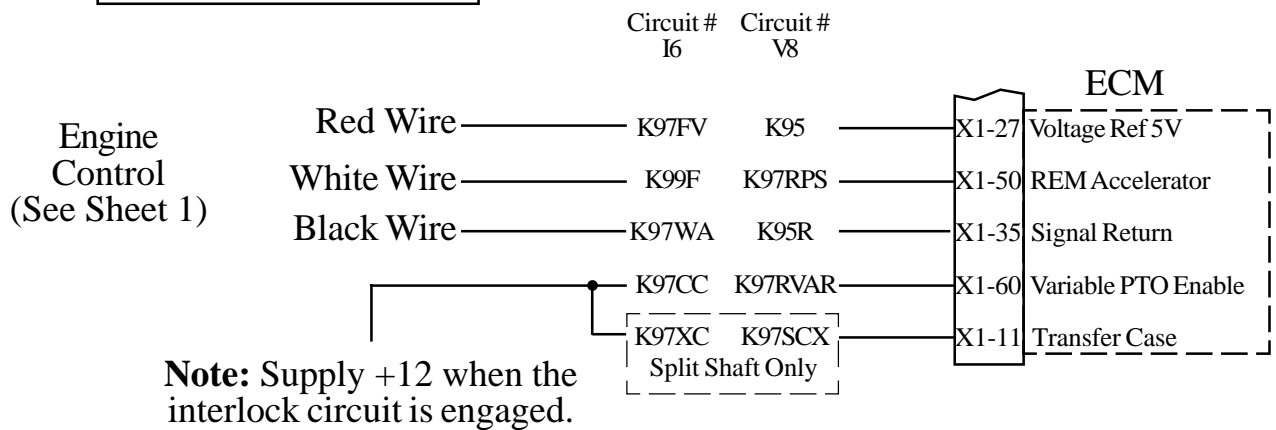 Circuit # Circuit #
I6 V8
ECM
Engine
Control
(See Sheet 1)
Red Wire K97FV K95 X1-27 Voltage Ref 5V
White Wire K99F K97RPS X1-50 REM Accelerator
Black Wire K97WA K95R X1-35 Signal Return
K97CC K97RVAR X1-60 Variable PTO Enable
K97XC K97SCX X1-11 Transfer Case
Split Shaft Only
Note: Supply +12 when the
interlock circuit is engaged.